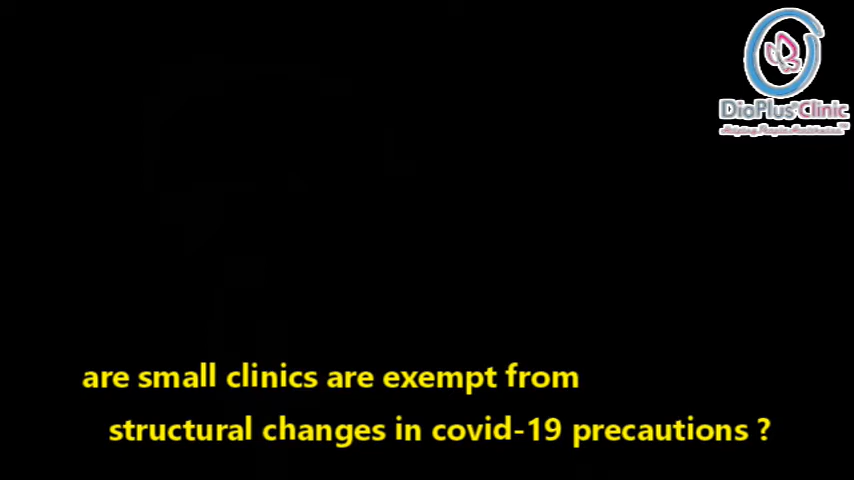 DioPlus Clinic
are small clinics are exempt from
structural changes in covid-19 precautions ?